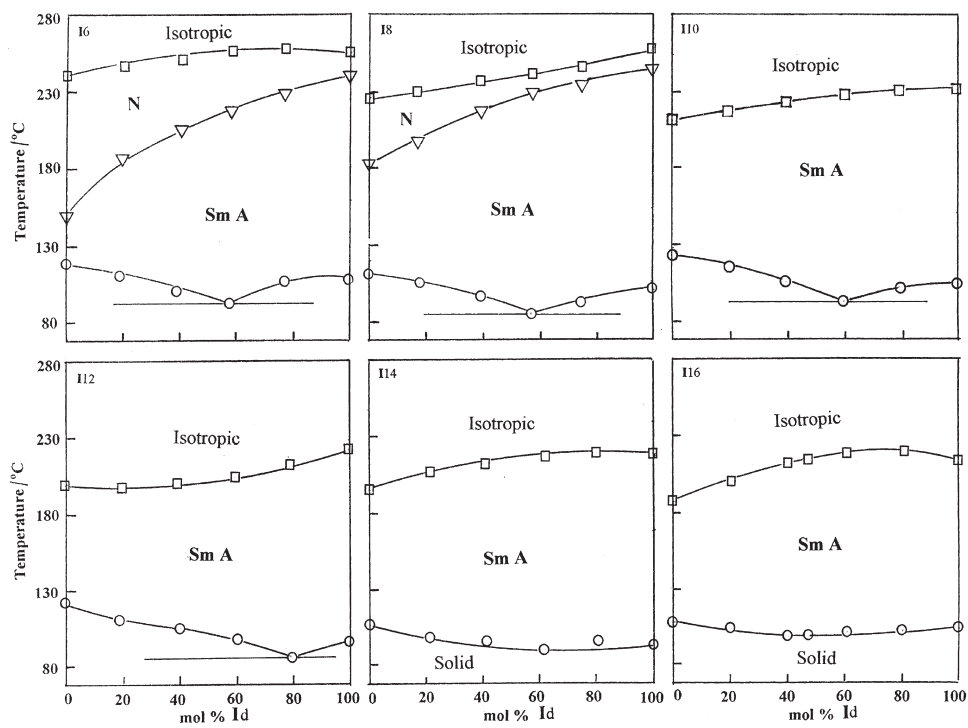 280
230
180
130
80
Temperature/°C
I6
Isotropic
N
Sm A
I8
Isotropic
N
Sm A
I10
Isotropic
Sm A
280
230
180
130
80
Temperature/°C
I12
Isotropic
Sm A
0 20 40 60 80 100
mol % Id
I14
Isotropic
Sm A
Solid
0 20 40 60 80 100
mol % Id
I16
Isotropic
Sm A
Solid
0 20 40 60 80 100
mol % Id